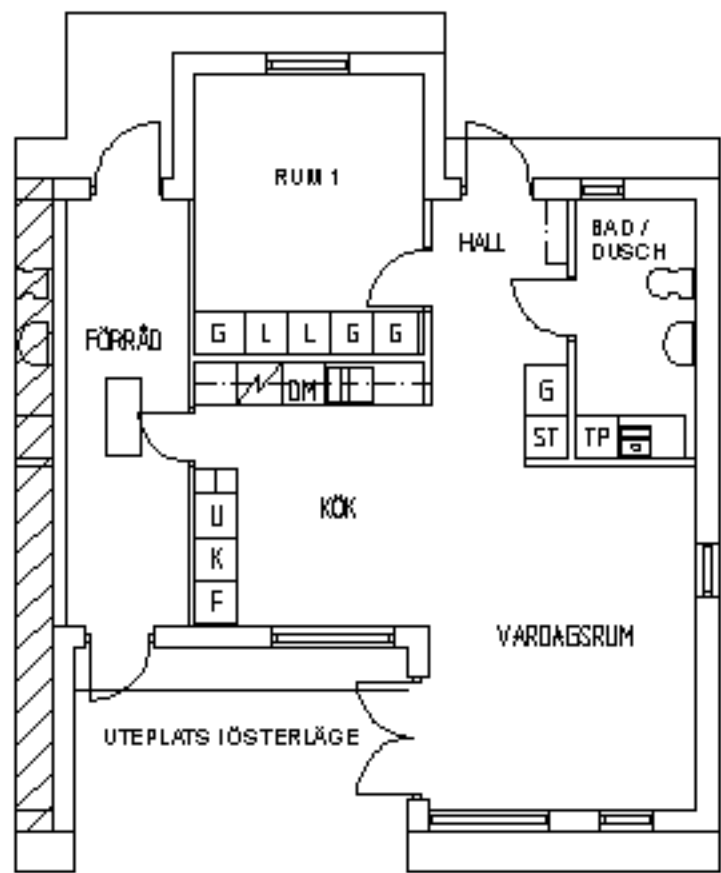 RUM 1
HALL
BAD /
DUSCH
FÖRRÅD
G L L G G
DM
G
ST TP
KÖK
U
K
F
VARDAGSRUM
UTEPLATS I ÖSTERLÄGE